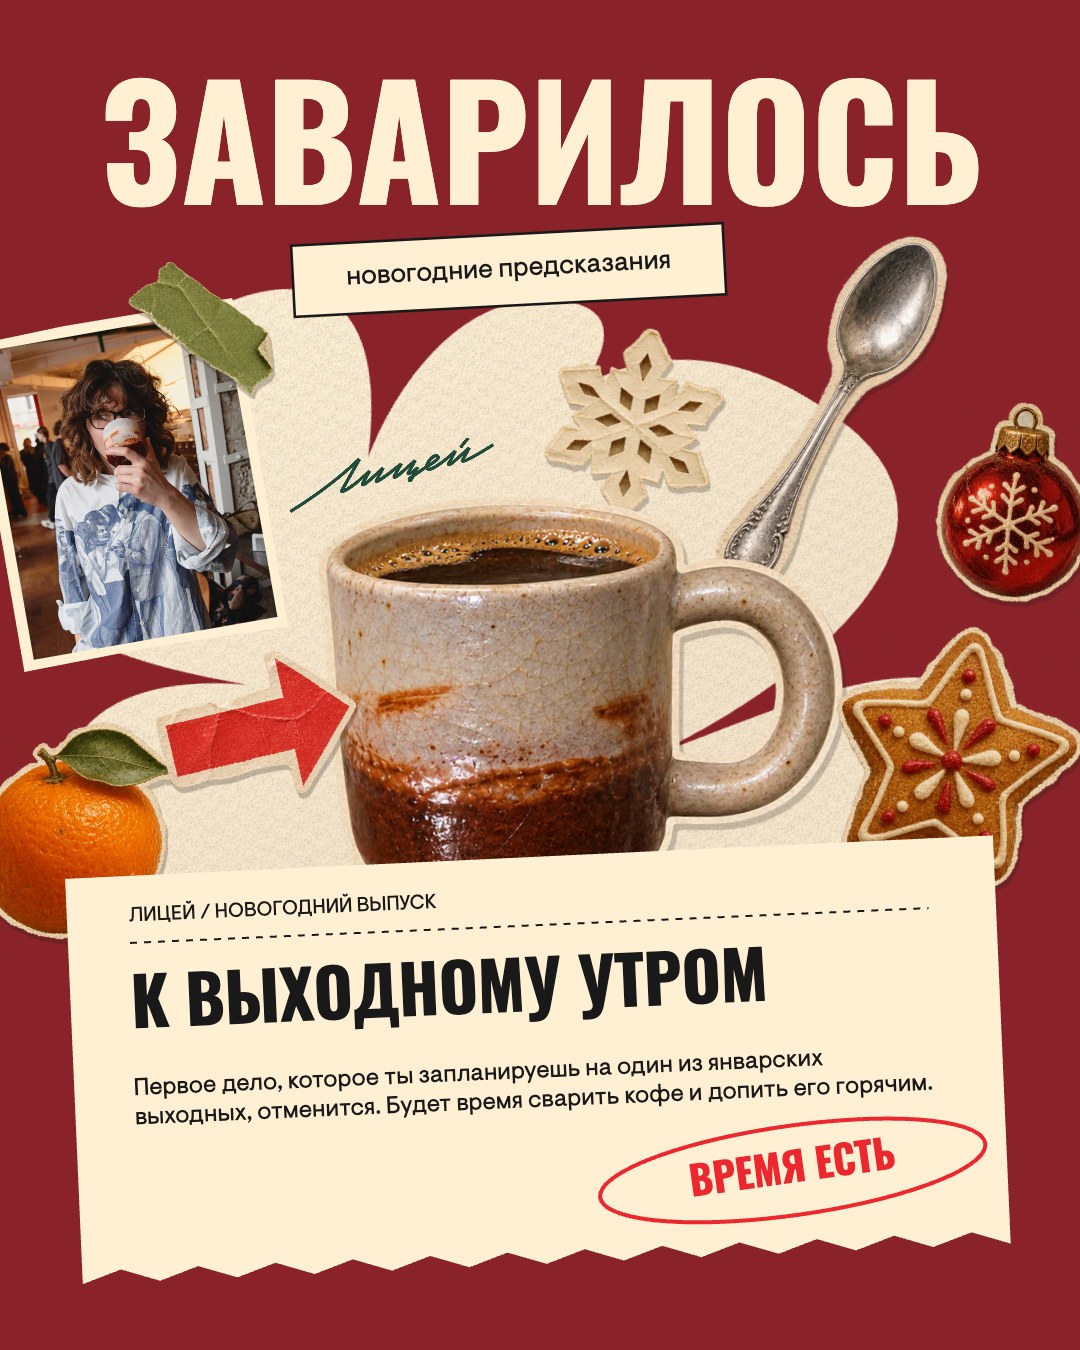 ЗАВАРИЛОСЬ
новогодние предсказания
Лицей
ЛИЦЕЙ / НОВОГОДНИЙ ВЫПУСК
К ВЫХОДНОМУ УТРОМ
Первое дело, которое ты запланируешь на один из январских
выходных, отменится. Будет время сварить кофе и допить его горячим.
ВРЕМЯ ЕСТЬ